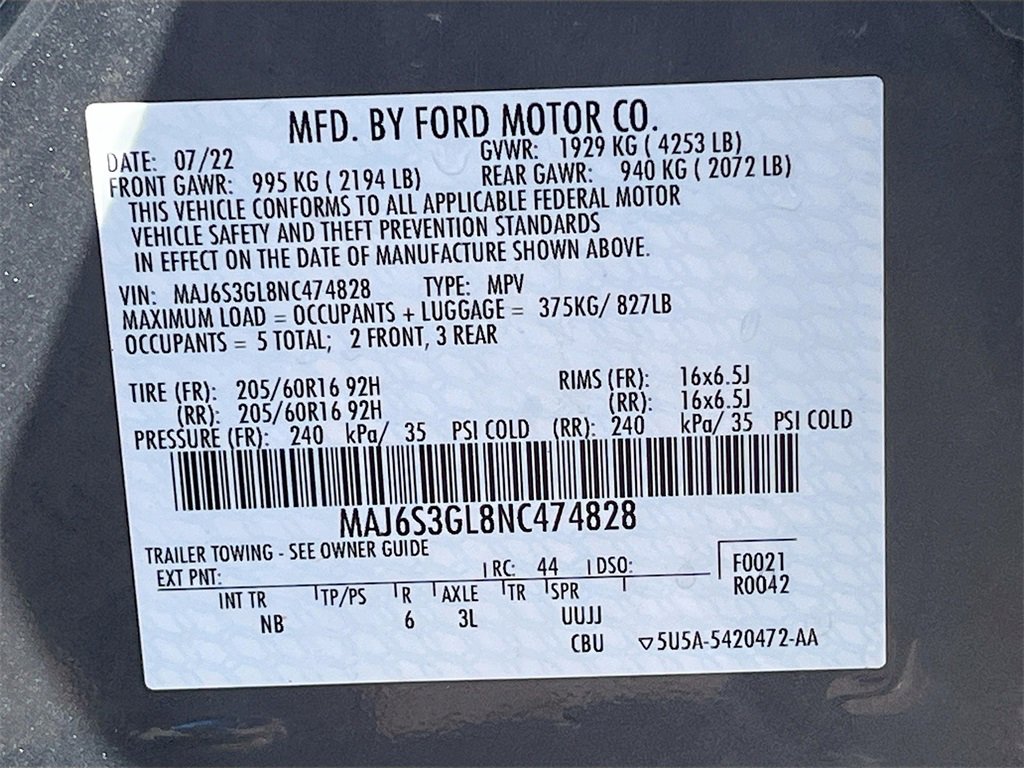 MFD. BY FORD MOTOR CO.
DATE: 07/22 GVWR: 1929 KG ( 4253 LB)
FRONT GAWR: 995 KG ( 2194 LB) REAR GAWR: 940 KG ( 2072 LB)
THIS VEHICLE CONFORMS TO ALL APPLICABLE FEDERAL MOTOR
VEHICLE SAFETY AND THEFT PREVENTION STANDARDS
IN EFFECT ON THE DATE OF MANUFACTURE SHOWN ABOVE.
VIN: MAJ6S3GL8NC474828 TYPE: MPV
MAXIMUM LOAD = OCCUPANTS + LUGGAGE = 375KG/ 827LB
OCCUPANTS = 5 TOTAL; 2 FRONT, 3 REAR
TIRE (FR): 205/60R16 92H RIMS (FR): 16x6.5J
(RR): 205/60R16 92H (RR): 16x6.5J
PRESSURE (FR): 240 kPa/ 35 PSI COLD (RR): 240 kPa/ 35 PSI COLD
MAJ6S3GL8NC474828
TRAILER TOWING - SEE OWNER GUIDE
EXT PNT: RC: 44 DSO: F0021
R0042
INT TR TP/PS R AXLE TR SPR
NB 6 3L UUJJ
CBU ▽5U5A-5420472-AA